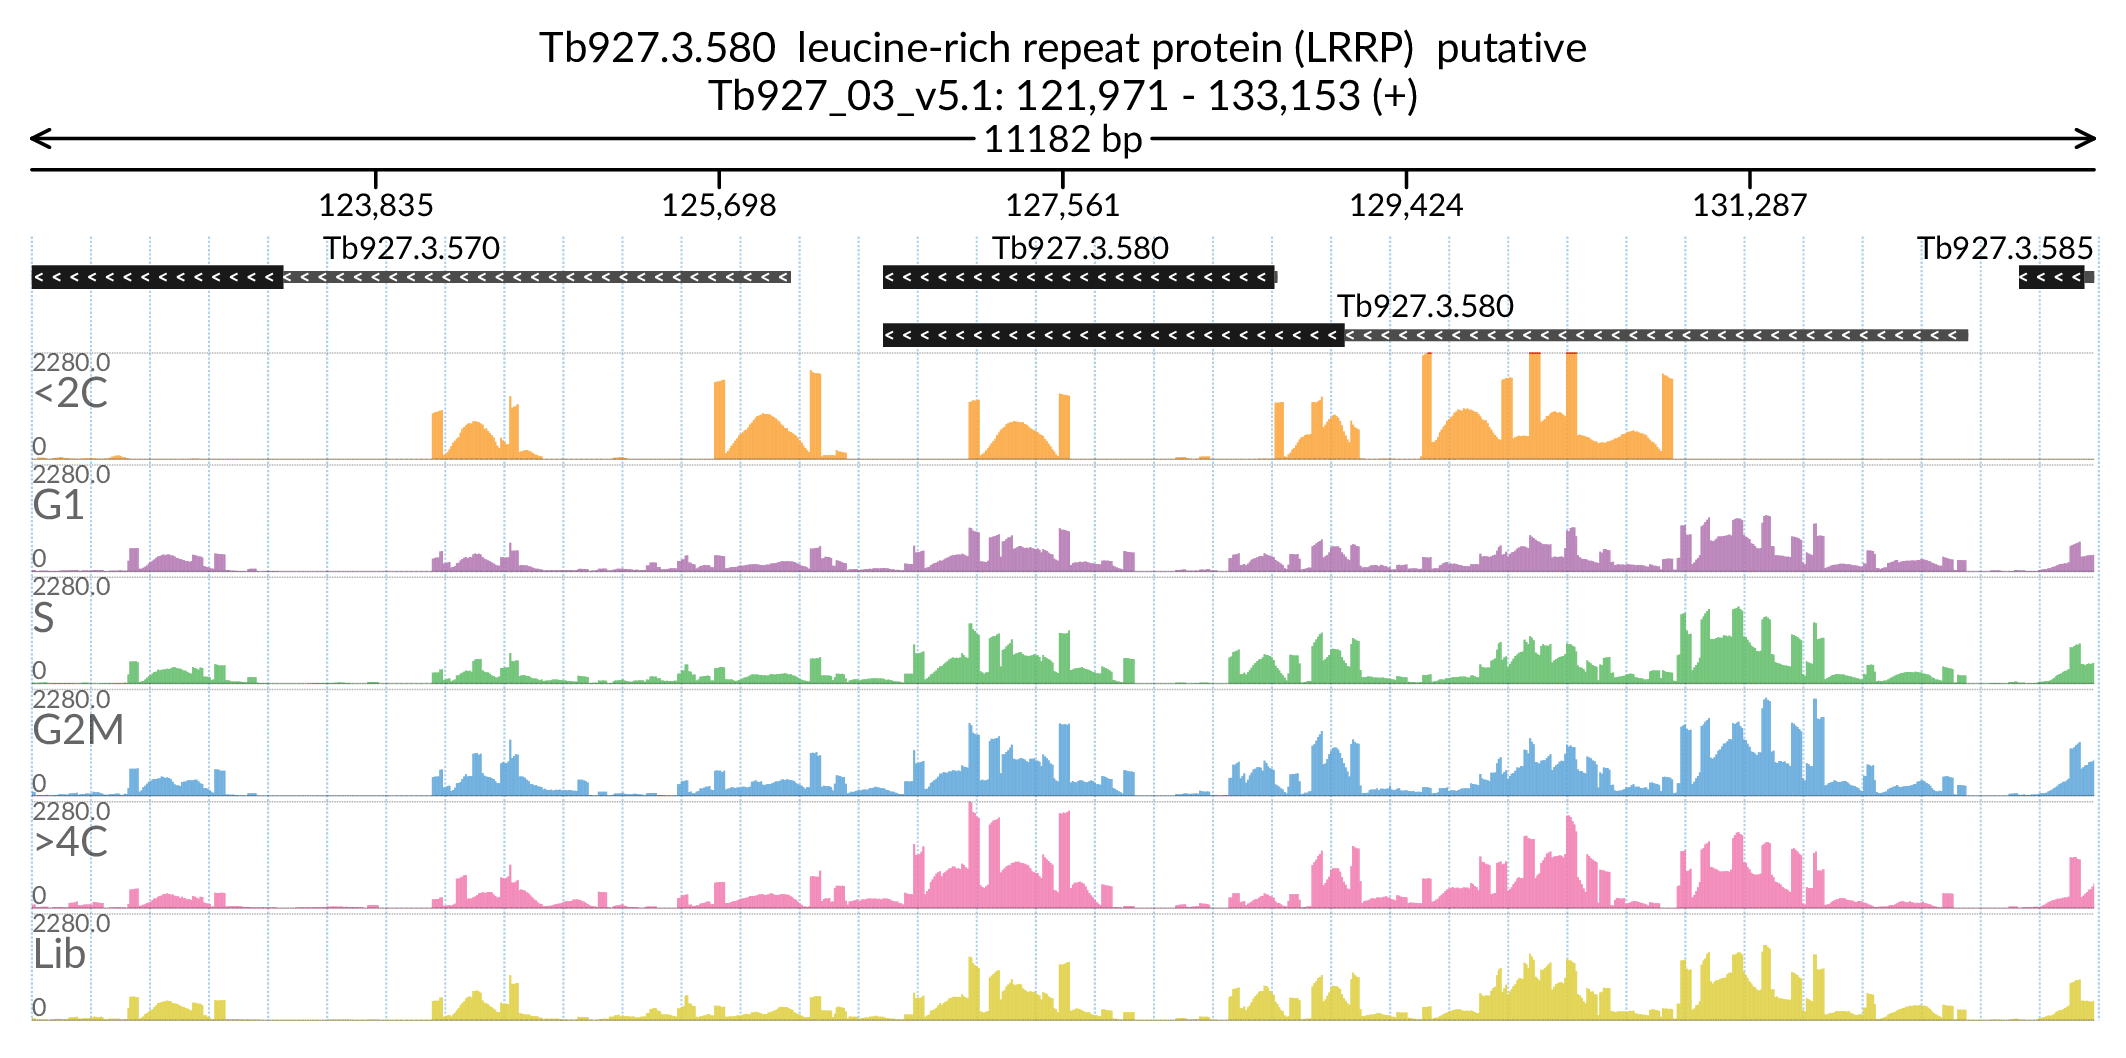 Tb927.3.580  leucine-rich repeat protein (LRRP)  putative
Tb927_03_v5.1: 121,971 - 133,153 (+)
11182 bp
123,835 125,698 127,561 129,424 131,287
Tb927.3.570 Tb927.3.580 Tb927.3.585
Tb927.3.580
2280.0
<2C
0
2280.0
G1
0
2280.0
S
0
2280.0
G2M
0
2280.0
>4C
0
2280.0
Lib
0